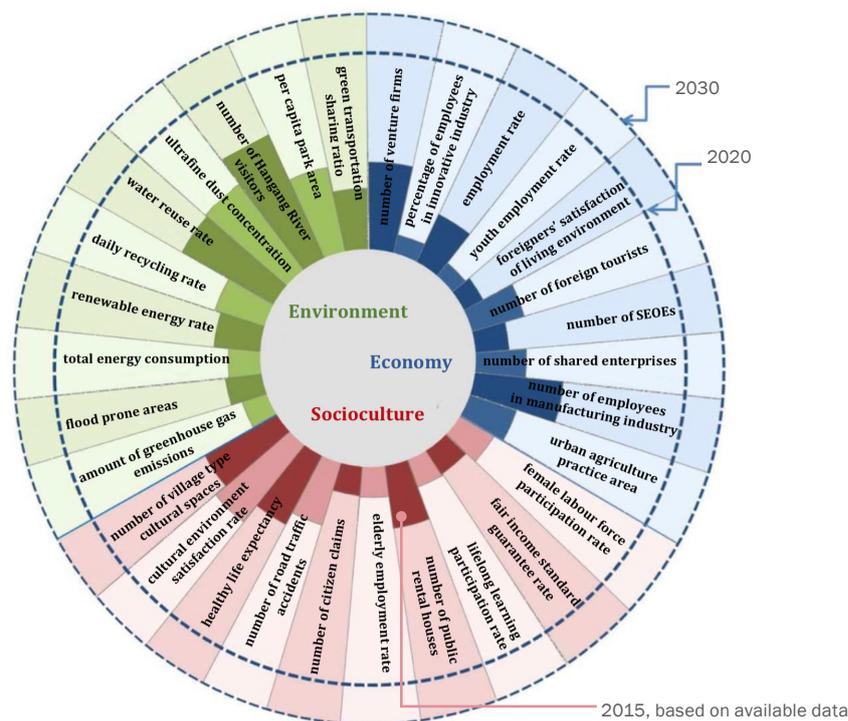 2030
2020
number of venture firms
percentage of employees
in innovative industry
employment rate
youth employment rate
foreigners' satisfaction
of living environment
number of foreign tourists
number of SEOEs
number of shared enterprises
number of employees
in manufacturing industry
urban agriculture
practice area
female labour force
participation rate
fair income standard
guarantee rate
lifelong learning
participation rate
number of public
rental houses
elderly employment rate
number of citizen claims
number of road traffic
accidents
healthy life expectancy
cultural environment
satisfaction rate
number of village type
cultural spaces
amount of greenhouse gas
emissions
flood prone areas
total energy consumption
renewable energy rate
daily recycling rate
water reuse rate
ultrafine dust concentration
number of Hangang River
visitors
per capita park area
green transportation
sharing ratio
Environment
Economy
Socioculture
2015, based on available data